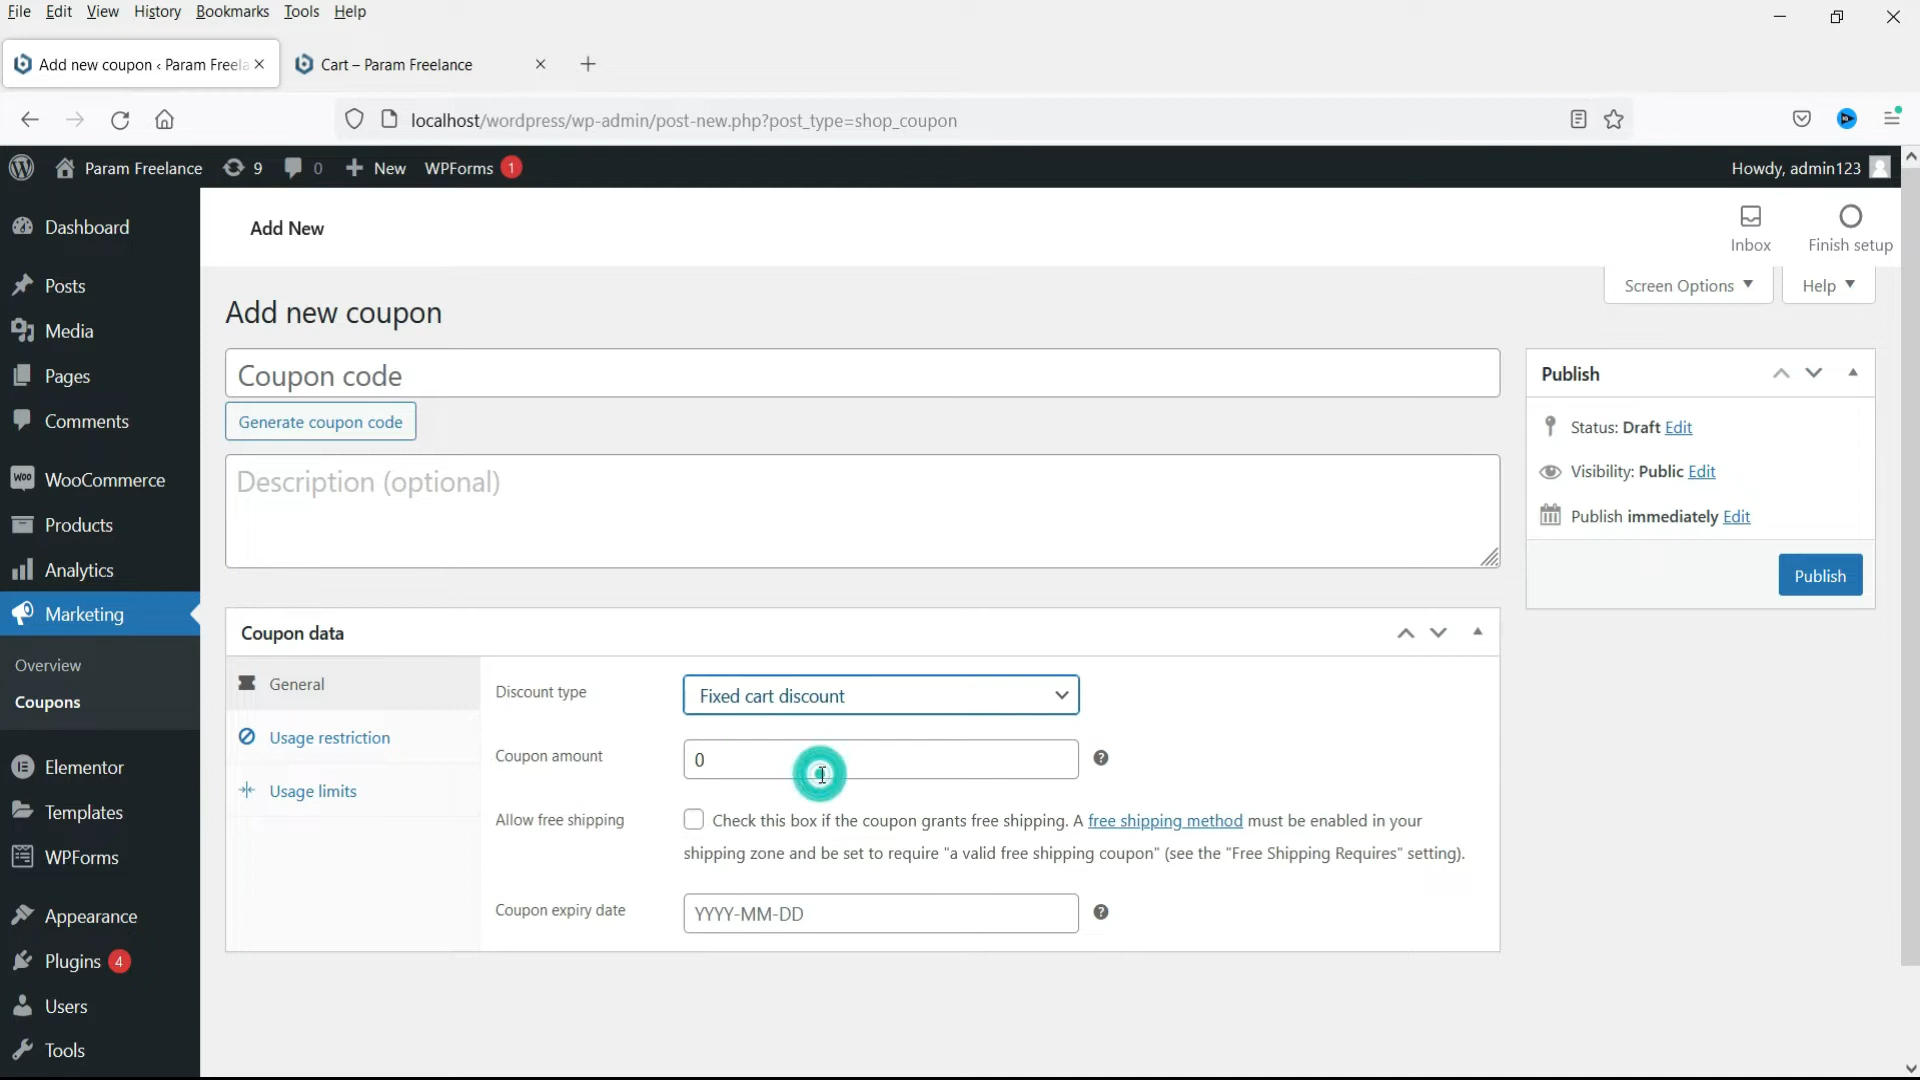 File Edit View History Bookmarks Tools Help
Add new coupon ‹ Param Freela
Cart – Param Freelance
localhost/wordpress/wp-admin/post-new.php?post_type=shop_coupon
Param Freelance 9 0 New WPForms 1
Howdy, admin123
Dashboard
Posts
Media
Pages
Comments
WooCommerce
Products
Analytics
Marketing
Overview
Coupons
Elementor
Templates
WPForms
Appearance
Plugins 4
Users
Tools
Add New
Inbox
Finish setup
Screen Options
Help
Add new coupon
Coupon code
Generate coupon code
Description (optional)
Publish
Status: Draft Edit
Visibility: Public Edit
Publish immediately Edit
Publish
Coupon data
General
Usage restriction
Usage limits
Discount type
Fixed cart discount
Coupon amount
0
Allow free shipping
Check this box if the coupon grants free shipping. A free shipping method must be enabled in your
shipping zone and be set to require "a valid free shipping coupon" (see the "Free Shipping Requires" setting).
Coupon expiry date
YYYY-MM-DD